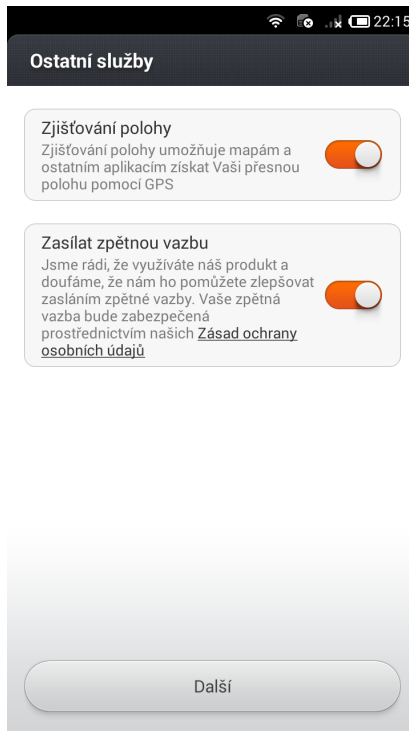 22:15
Ostatní služby
Zjišťování polohy
Zjišťování polohy umožňuje mapám a
ostatním aplikacím získat Vaši přesnou
polohu pomocí GPS
Zasílat zpětnou vazbu
Jsme rádi, že využíváte náš produkt a
doufáme, že nám ho pomůžete zlepšovat
zasláním zpětné vazby. Vaše zpětná
vazba bude zabezpečená
prostřednictvím našich Zásad ochrany
osobních údajů
Další